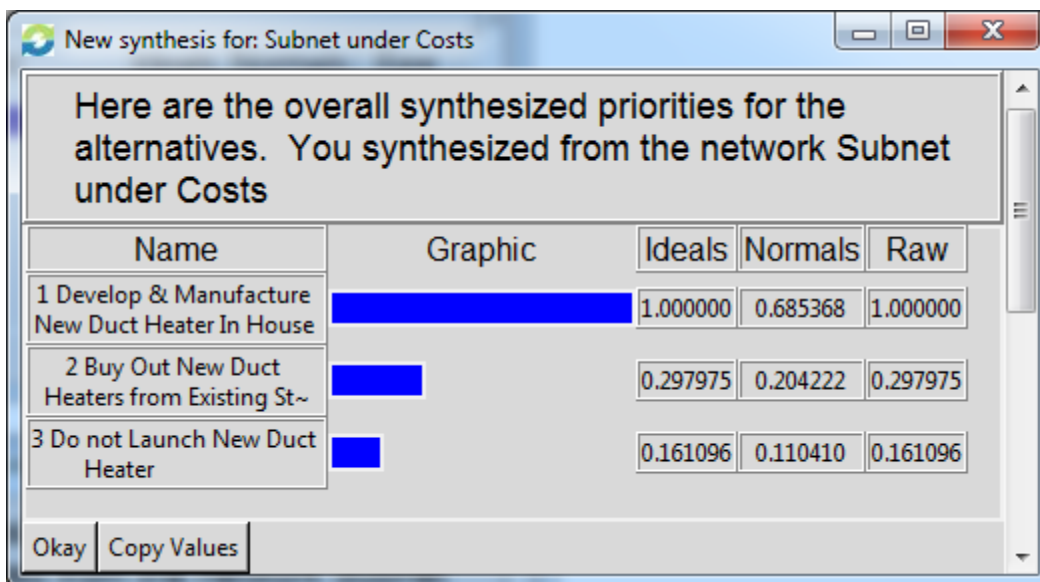 New synthesis for: Subnet under Costs
Here are the overall synthesized priorities for the
alternatives. You synthesized from the network Subnet
under Costs
Name Graphic Ideals Normals Raw
1 Develop & Manufacture
New Duct Heater In House
1.000000 0.685368 1.000000
2 Buy Out New Duct
Heaters from Existing St~
0.297975 0.204222 0.297975
3 Do not Launch New Duct
Heater
0.161096 0.110410 0.161096
Okay Copy Values